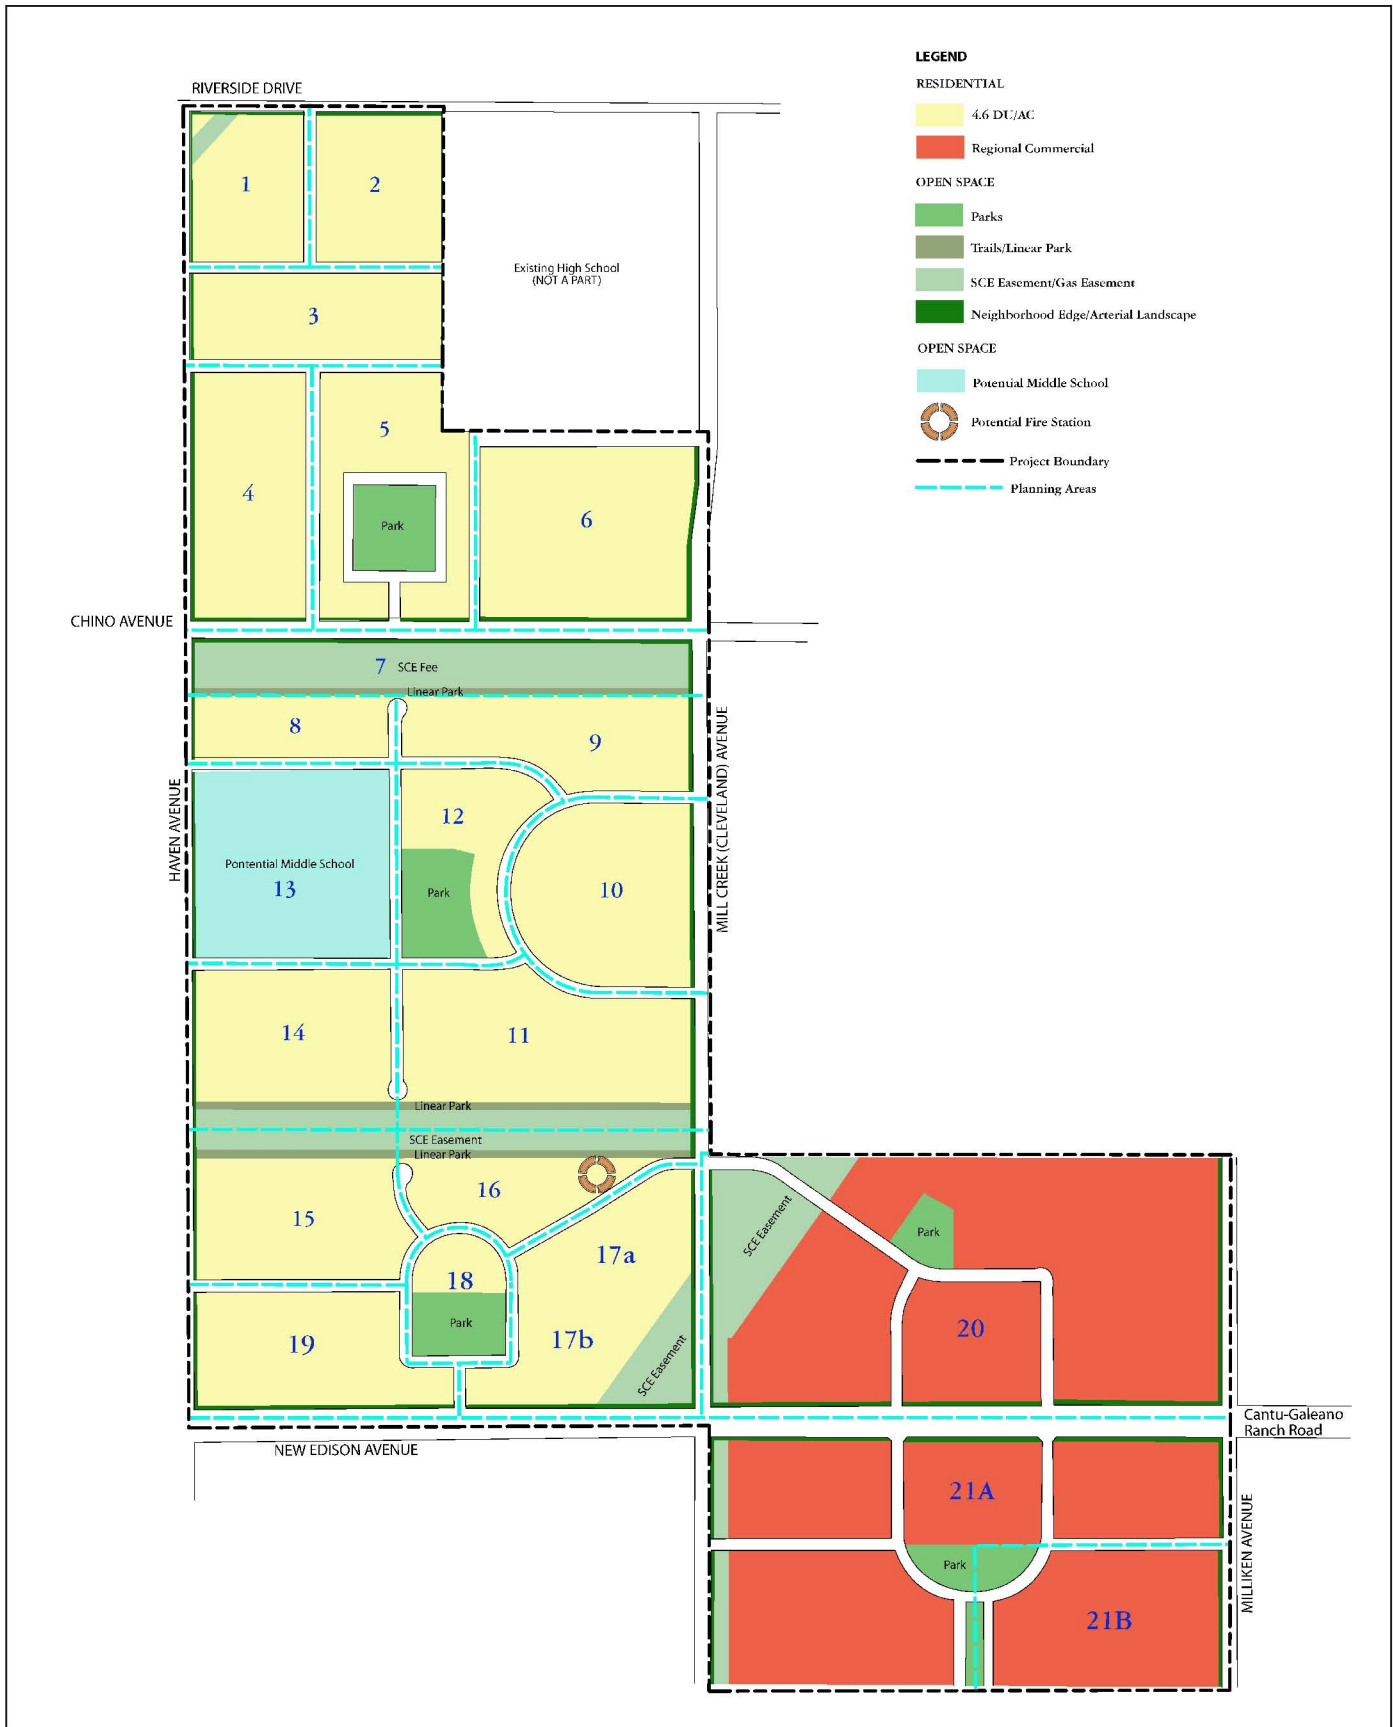 LEGEND
RESIDENTIAL
4.6 DU/AC
Regional Commercial
OPEN SPACE
Parks
Trails/Linear Park
SCE Easement/Gas Easement
Neighborhood Edge/Arterial Landscape
OPEN SPACE
Potential Middle School
Potential Fire Station
Project Boundary
Planning Areas
RIVERSIDE DRIVE
1
2
Existing High School
(NOT A PART)
3
5
4
Park
6
CHINO AVENUE
7 SCE Fee
Linear Park
8
9
HAVEN AVENUE
MILL CREEK (CLEVELAND) AVENUE
12
Pontential Middle School
13
Park
10
14
11
Linear Park
SCE Easement
Linear Park
16
15
17a
SCE Easement
Park
18
Park
20
19
17b
SCE Easement
Cantu-Galeano
Ranch Road
NEW EDISON AVENUE
21A
MILLIKEN AVENUE
Park
21B